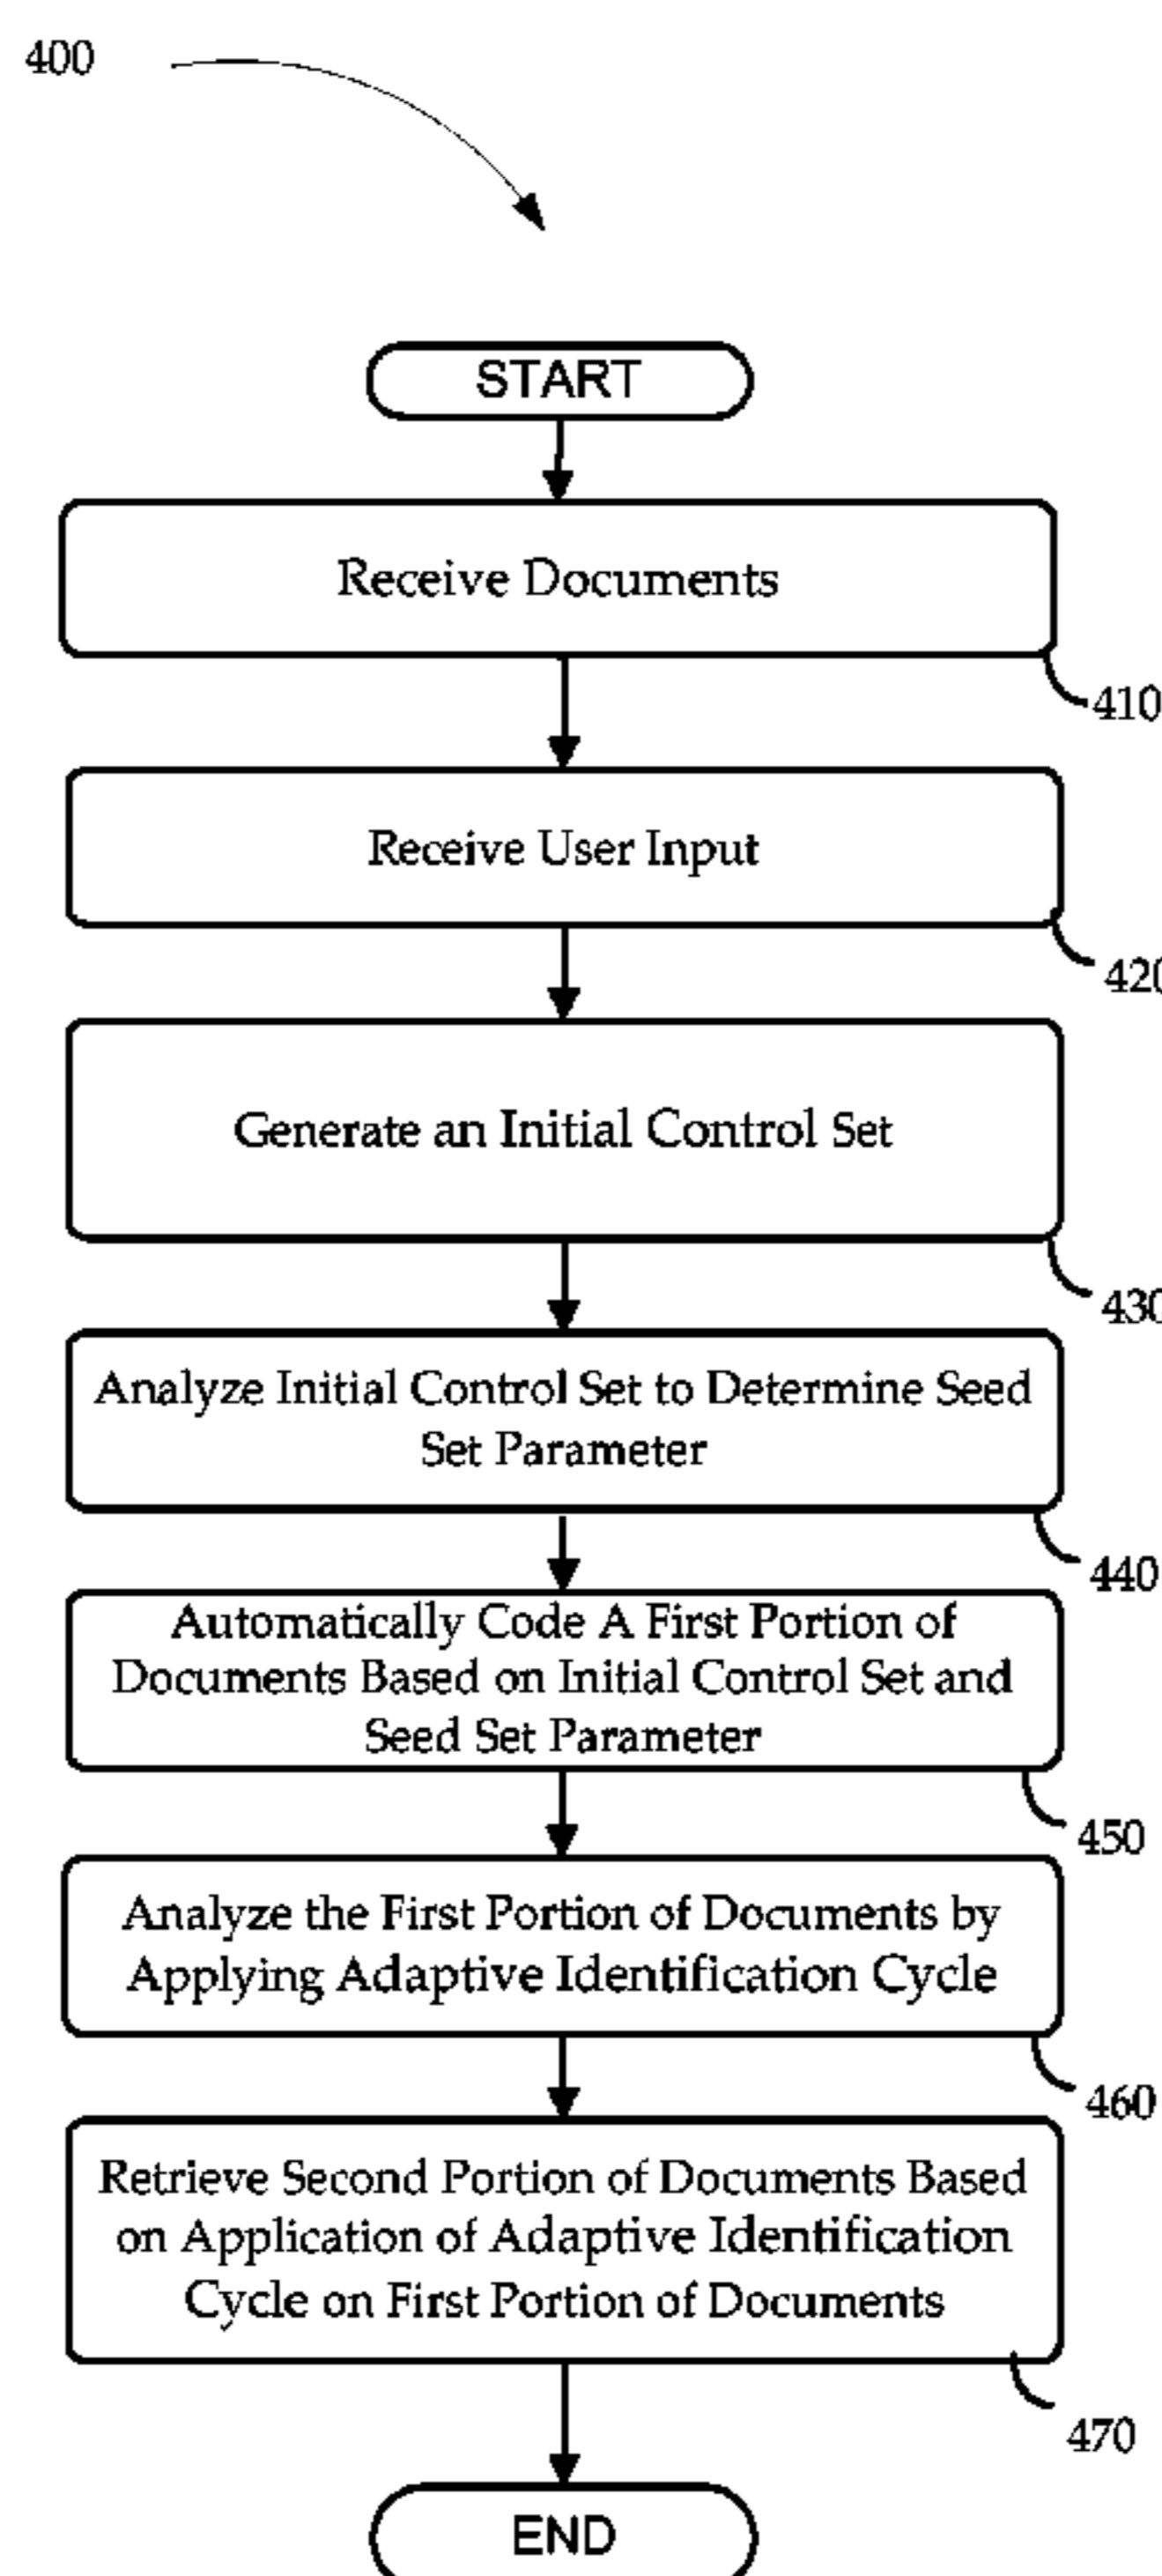 400
START
Receive Documents
410
Receive User Input
420
Generate an Initial Control Set
430
Analyze Initial Control Set to Determine Seed
Set Parameter
440
Automatically Code A First Portion of
Documents Based on Initial Control Set and
Seed Set Parameter
450
Analyze the First Portion of Documents by
Applying Adaptive Identification Cycle
460
Retrieve Second Portion of Documents Based
on Application of Adaptive Identification
Cycle on First Portion of Documents
470
END